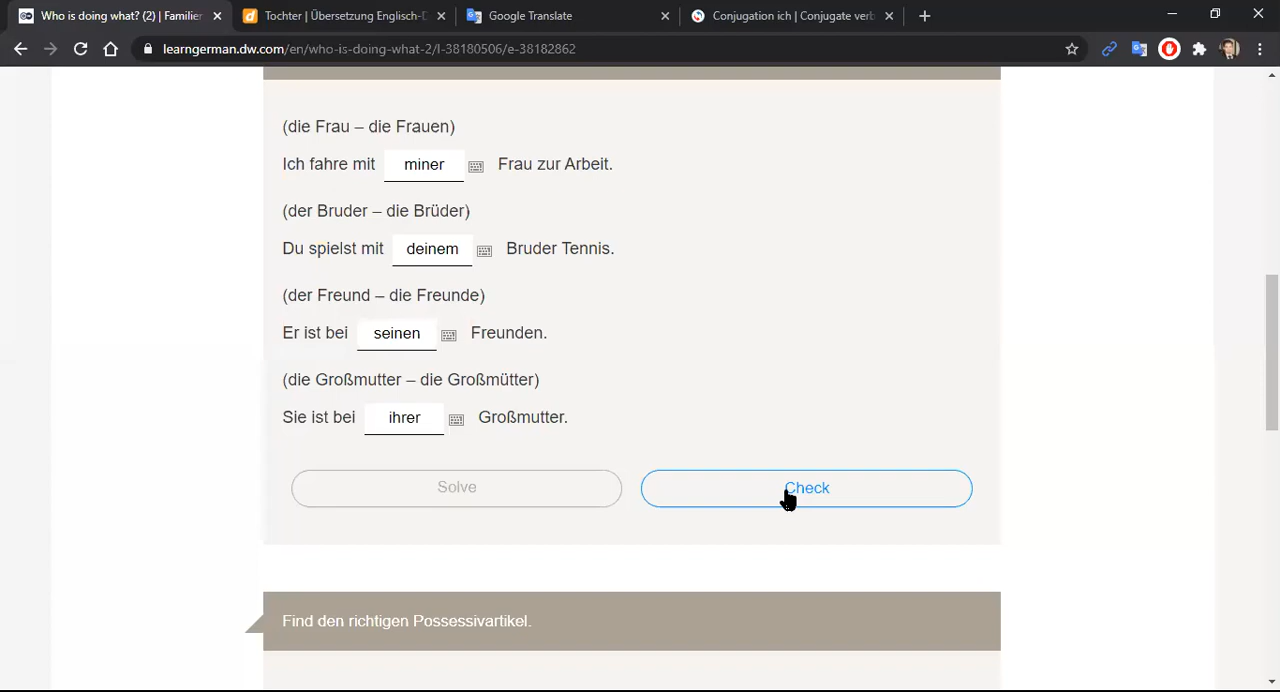 Who is doing what? (2) | Familier
Tochter | Übersetzung Englisch-D
Google Translate
Conjugation ich | Conjugate verb
learngerman.dw.com/en/who-is-doing-what-2/l-38180506/e-38182862
(die Frau – die Frauen)
Ich fahre mit miner Frau zur Arbeit.
(der Bruder – die Brüder)
Du spielst mit deinem Bruder Tennis.
(der Freund – die Freunde)
Er ist bei seinen Freunden.
(die Großmutter – die Großmütter)
Sie ist bei ihrer Großmutter.
Solve Check
Find den richtigen Possessivartikel.